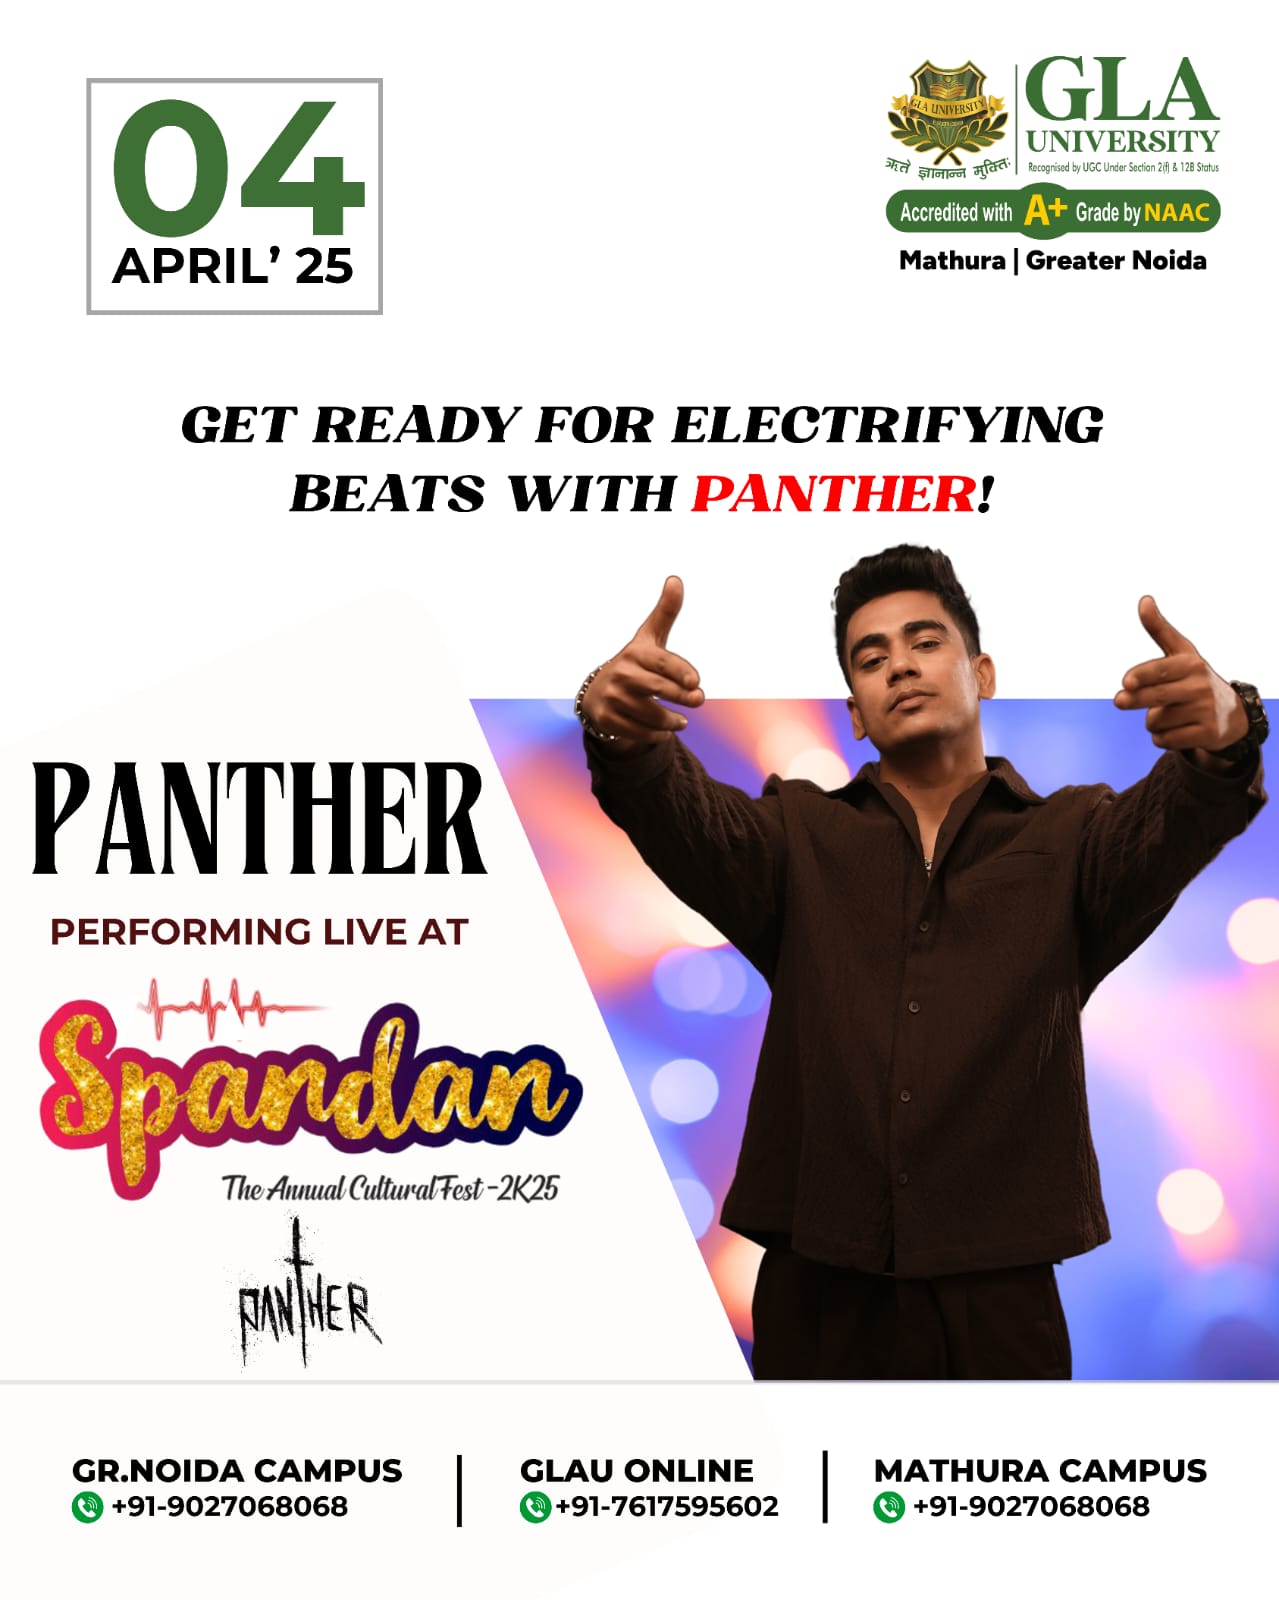 04
APRIL' 25
GLA UNIVERSITY
ऋते ज्ञानान्न मुक्तिः
GLA
UNIVERSITY
Recognised by UGC Under Section 2(f) & 12B Status
Accredited with A+ Grade by NAAC
Mathura | Greater Noida
GET READY FOR ELECTRIFYING
BEATS WITH PANTHER!
PANTHER
PERFORMING LIVE AT
Spandan
The Annual Cultural Fest -2K25
PANTHER
GR.NOIDA CAMPUS
+91-9027068068
GLAU ONLINE
+91-7617595602
MATHURA CAMPUS
+91-9027068068